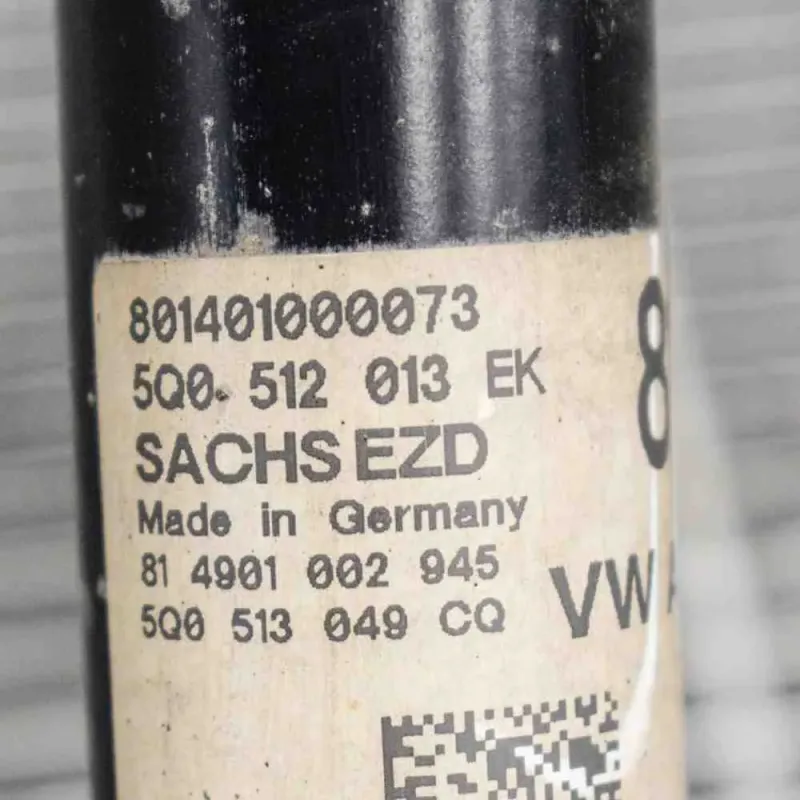 801401000073
5Q0 512 013 EK
SACHS EZD
Made in Germany
81 4901 002 945
5Q0 513 049 CQ
8
VW A